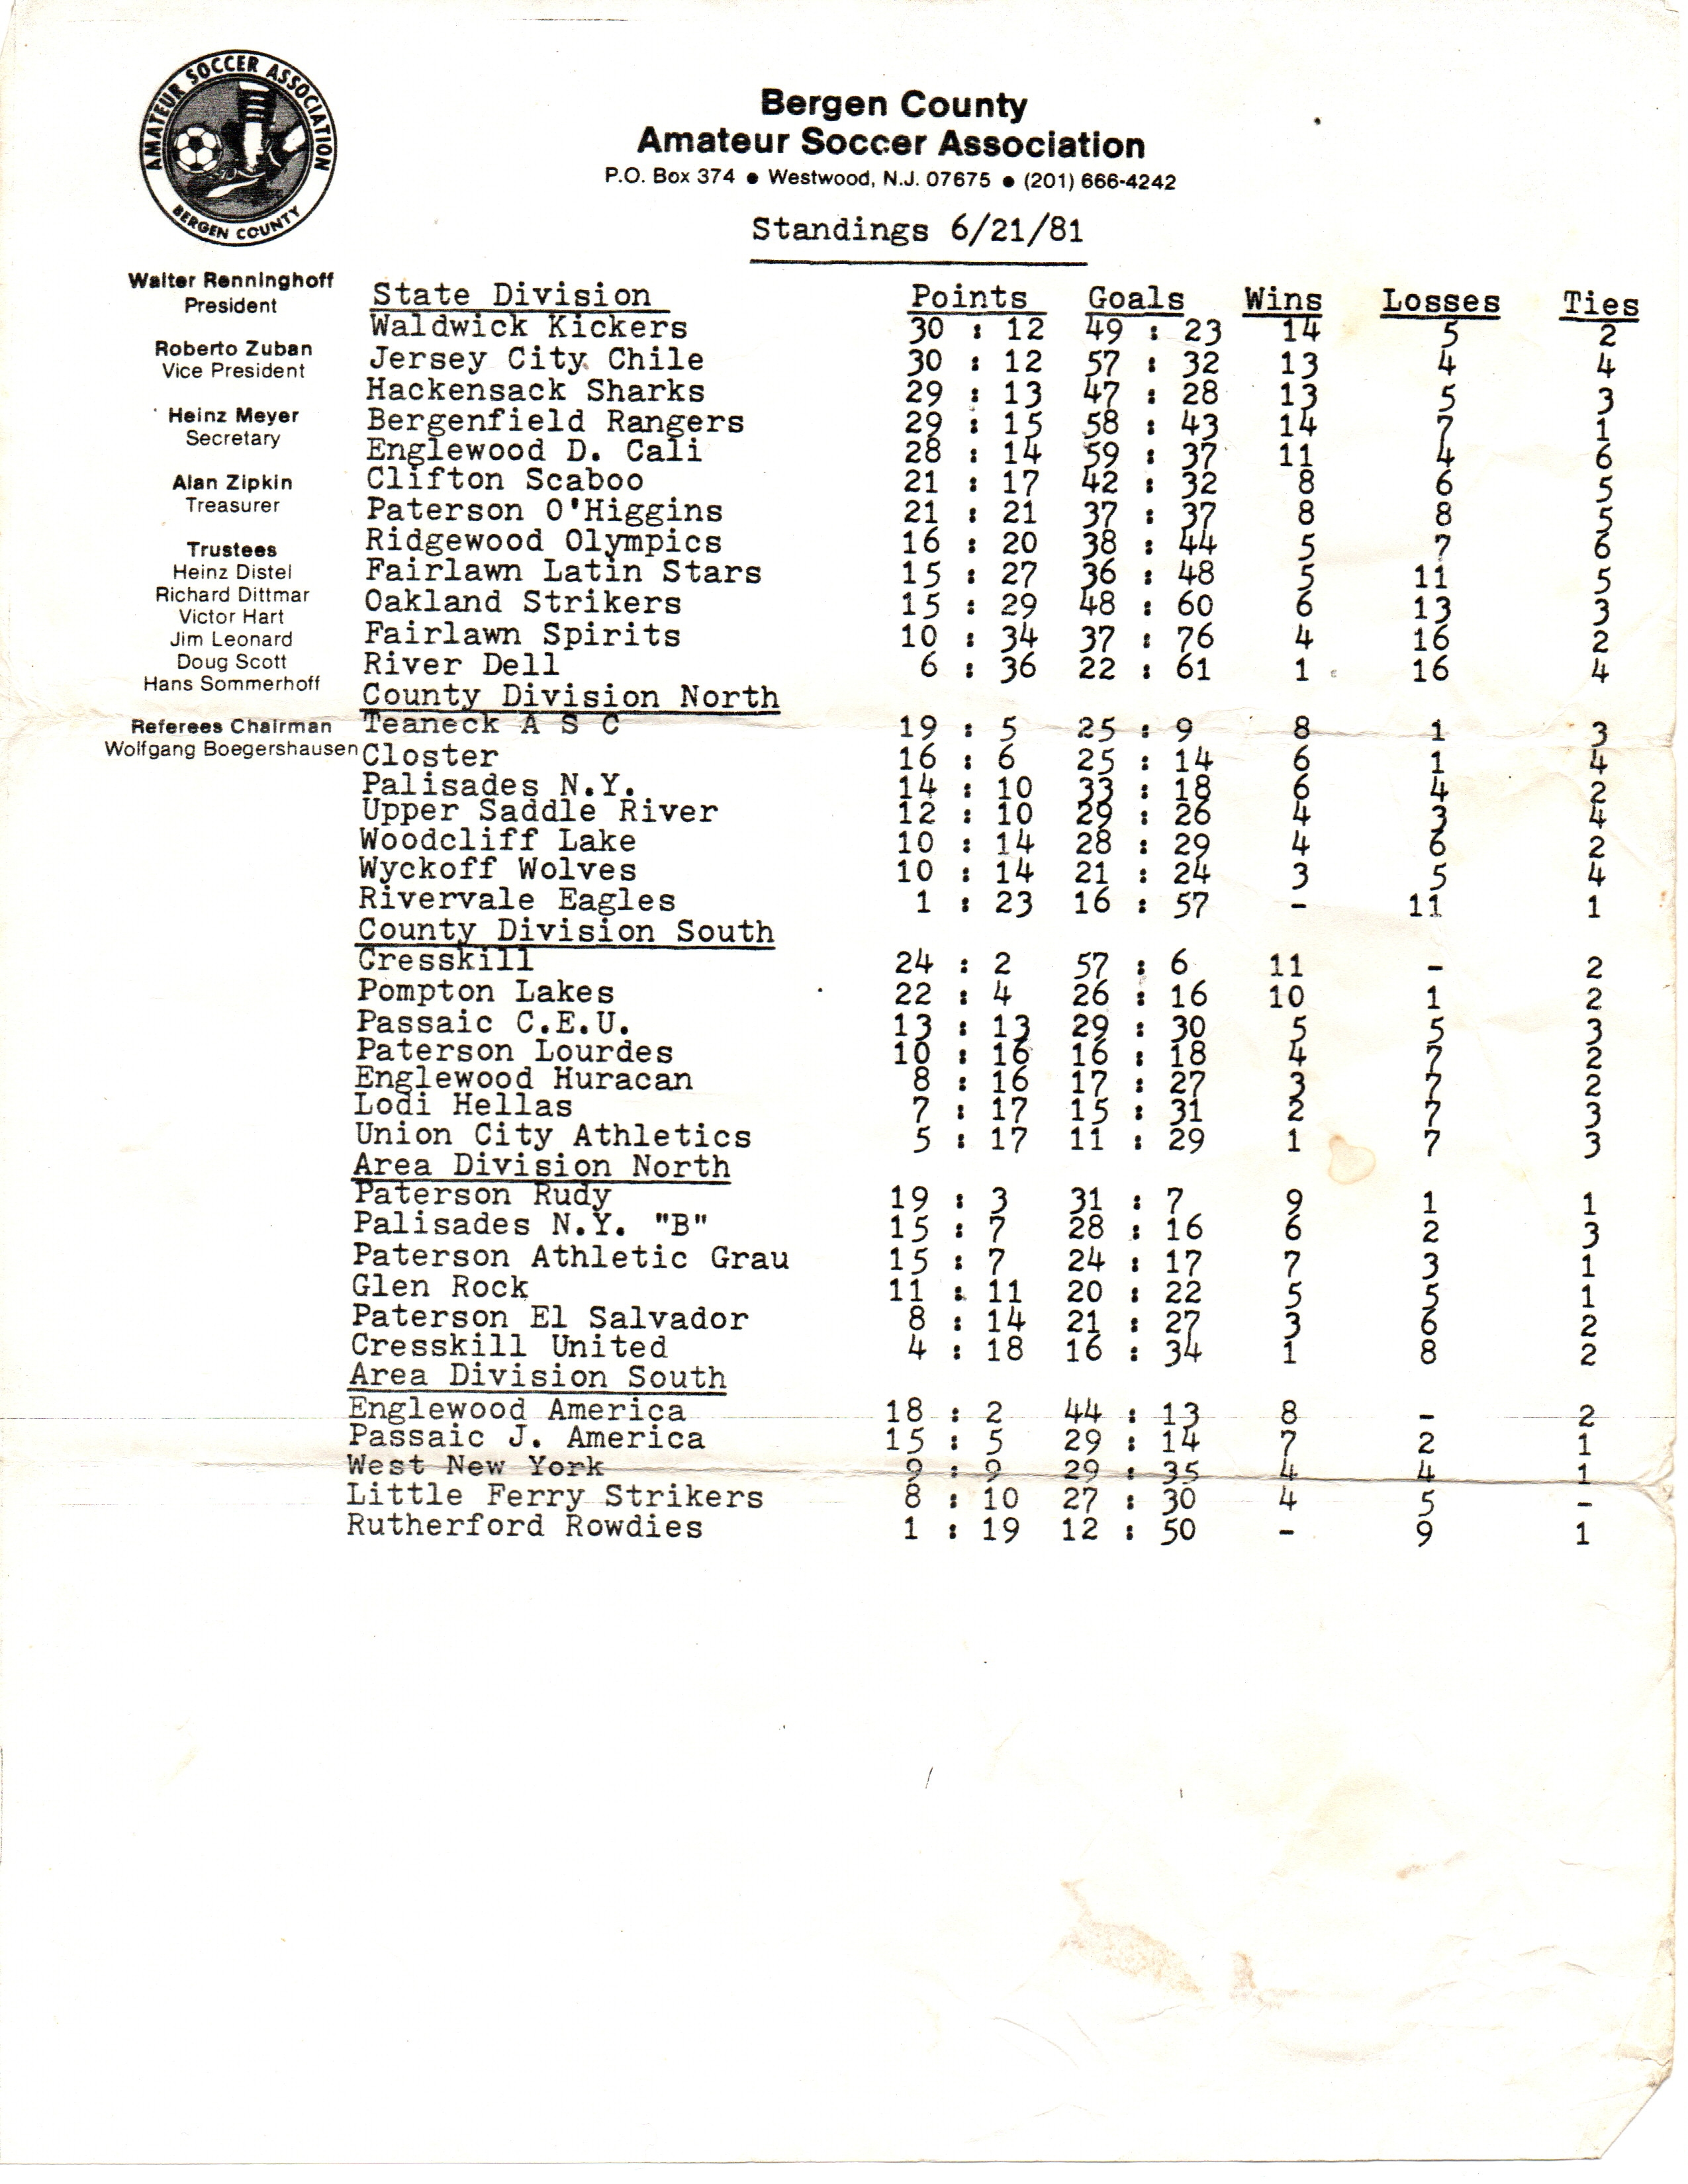 AMATEUR SOCCER ASSOCIATION
BERGEN COUNTY
Bergen County
Amateur Soccer Association
P.O. Box 374 ● Westwood, N.J. 07675 ● (201) 666-4242
Standings 6/21/81
Walter Renninghoff
President
Roberto Zuban
Vice President
Heinz Meyer
Secretary
Alan Zipkin
Treasurer
Trustees
Heinz Distel
Richard Dittmar
Victor Hart
Jim Leonard
Doug Scott
Hans Sommerhoff
Referees Chairman
Wolfgang Boegershausen
State Division Points Goals Wins Losses Ties
Waldwick Kickers 30 : 12 49 : 23 14 5 2
Jersey City Chile 30 : 12 57 : 32 13 4 4
Hackensack Sharks 29 : 13 47 : 28 13 5 3
Bergenfield Rangers 29 : 15 58 : 43 14 7 1
Englewood D. Cali 28 : 14 59 : 37 11 4 6
Clifton Scaboo 21 : 17 42 : 32 8 6 5
Paterson O'Higgins 21 : 21 37 : 37 8 8 5
Ridgewood Olympics 16 : 20 38 : 44 5 7 6
Fairlawn Latin Stars 15 : 27 36 : 48 5 11 5
Oakland Strikers 15 : 29 48 : 60 6 13 3
Fairlawn Spirits 10 : 34 37 : 76 4 16 2
River Dell 6 : 36 22 : 61 1 16 4
County Division North
Teaneck A S C 19 : 5 25 : 9 8 1 3
Closter 16 : 6 25 : 14 6 1 4
Palisades N.Y. 14 : 10 33 : 18 6 4 2
Upper Saddle River 12 : 10 29 : 26 4 3 4
Woodcliff Lake 10 : 14 28 : 29 4 6 2
Wyckoff Wolves 10 : 14 21 : 24 3 5 4
Rivervale Eagles 1 : 23 16 : 57 - 11 1
County Division South
Cresskill 24 : 2 57 : 6 11 - 2
Pompton Lakes 22 : 4 26 : 16 10 1 2
Passaic C.E.U. 13 : 13 29 : 30 5 5 3
Paterson Lourdes 10 : 16 16 : 18 4 7 2
Englewood Huracan 8 : 16 17 : 27 3 7 2
Lodi Hellas 7 : 17 15 : 31 2 7 3
Union City Athletics 5 : 17 11 : 29 1 7 3
Area Division North
Paterson Rudy 19 : 3 31 : 7 9 1 1
Palisades N.Y. "B" 15 : 7 28 : 16 6 2 3
Paterson Athletic Grau 15 : 7 24 : 17 7 3 1
Glen Rock 11 : 11 20 : 22 5 5 1
Paterson El Salvador 8 : 14 21 : 27 3 6 2
Cresskill United 4 : 18 16 : 34 1 8 2
Area Division South
Englewood America 18 : 2 44 : 13 8 - 2
Passaic J. America 15 : 5 29 : 14 7 2 1
West New York 9 : 9 29 : 35 4 4 1
Little Ferry Strikers 8 : 10 27 : 30 4 5 -
Rutherford Rowdies 1 : 19 12 : 50 - 9 1